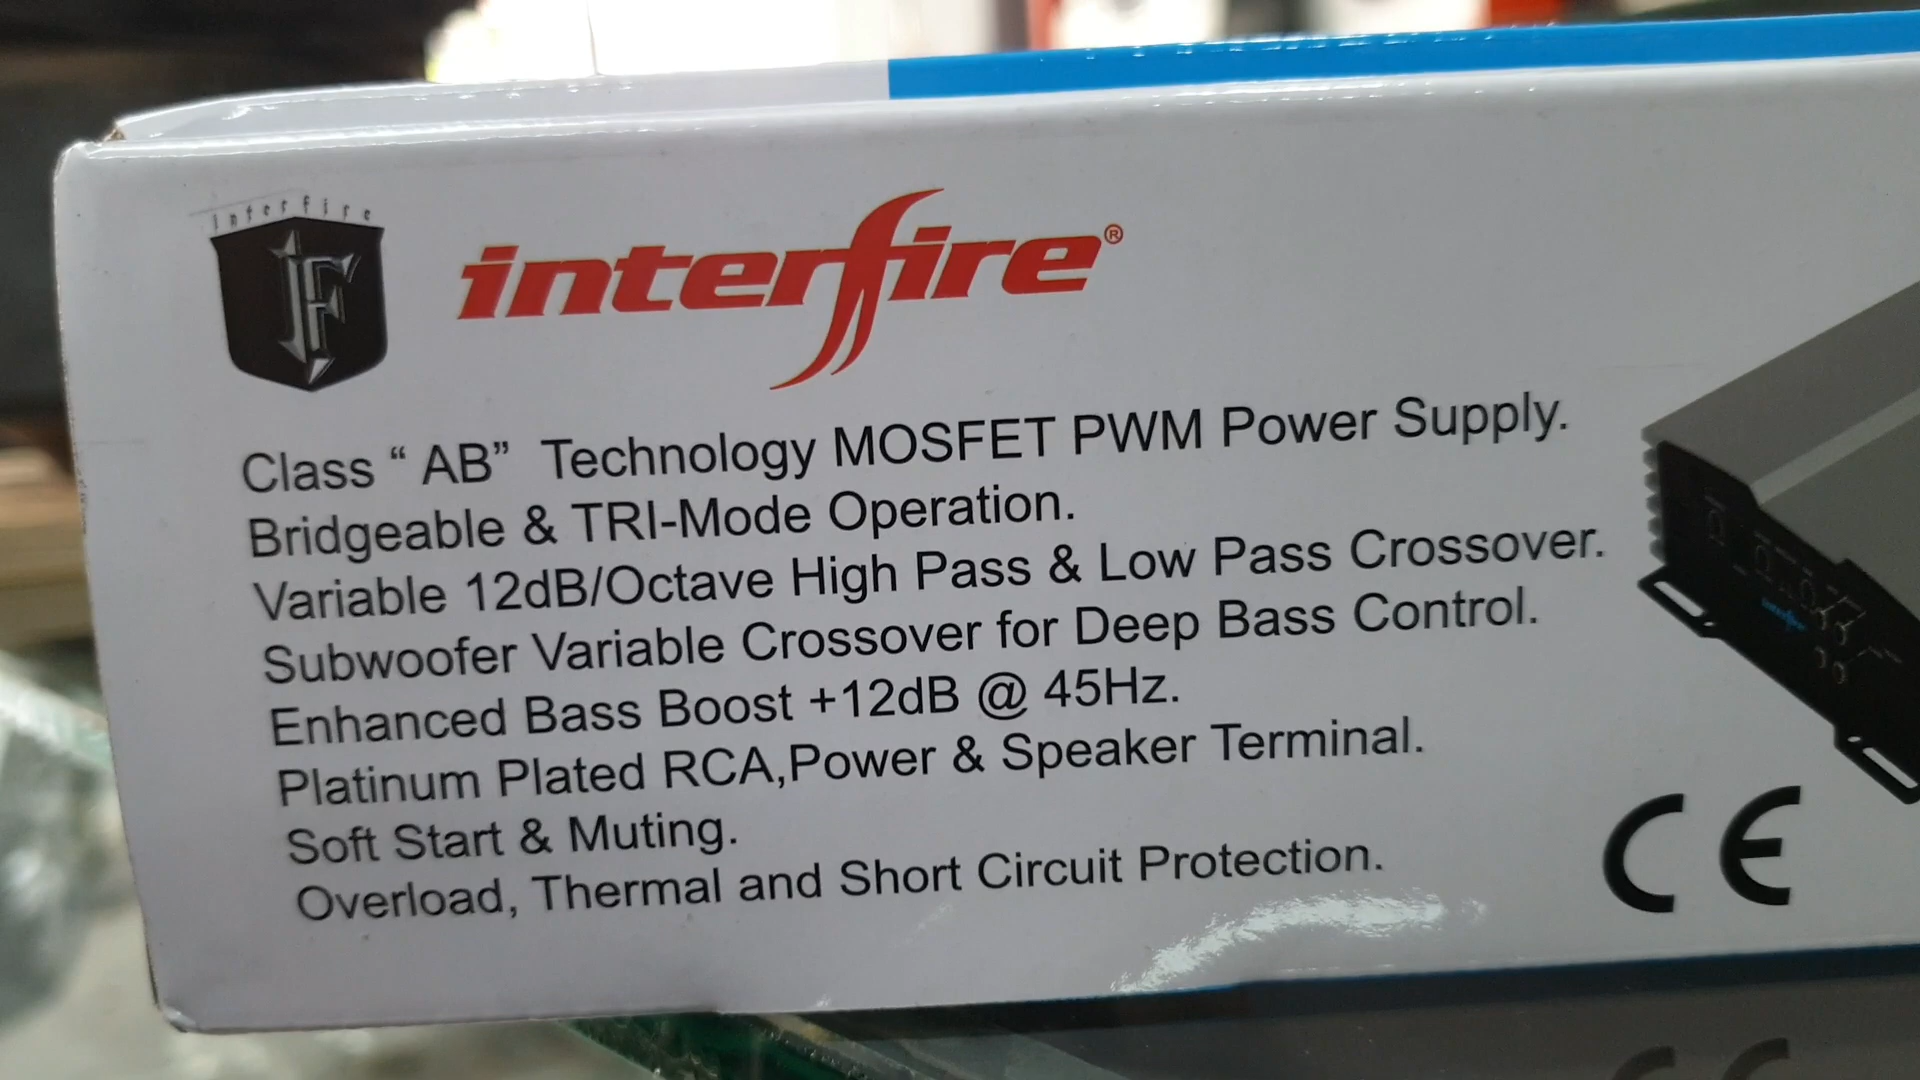 interfire
IF
interfire®
Class “ AB” Technology MOSFET PWM Power Supply.
Bridgeable & TRI-Mode Operation.
Variable 12dB/Octave High Pass & Low Pass Crossover.
Subwoofer Variable Crossover for Deep Bass Control.
Enhanced Bass Boost +12dB @ 45Hz.
Platinum Plated RCA,Power & Speaker Terminal.
Soft Start & Muting.
Overload, Thermal and Short Circuit Protection.
interfire
CE